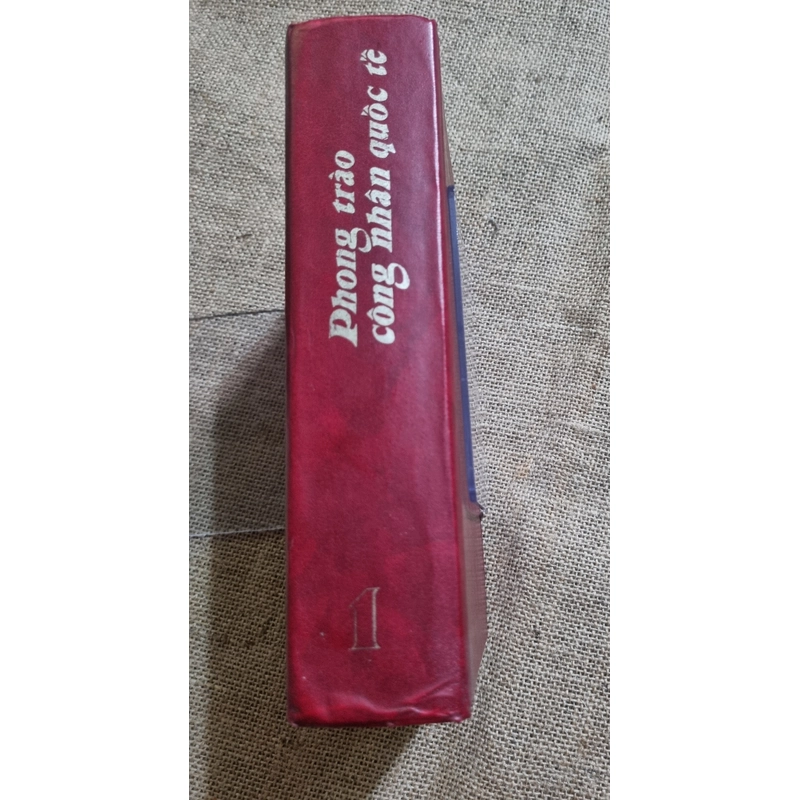 Phong trào
công nhân quốc tế
1